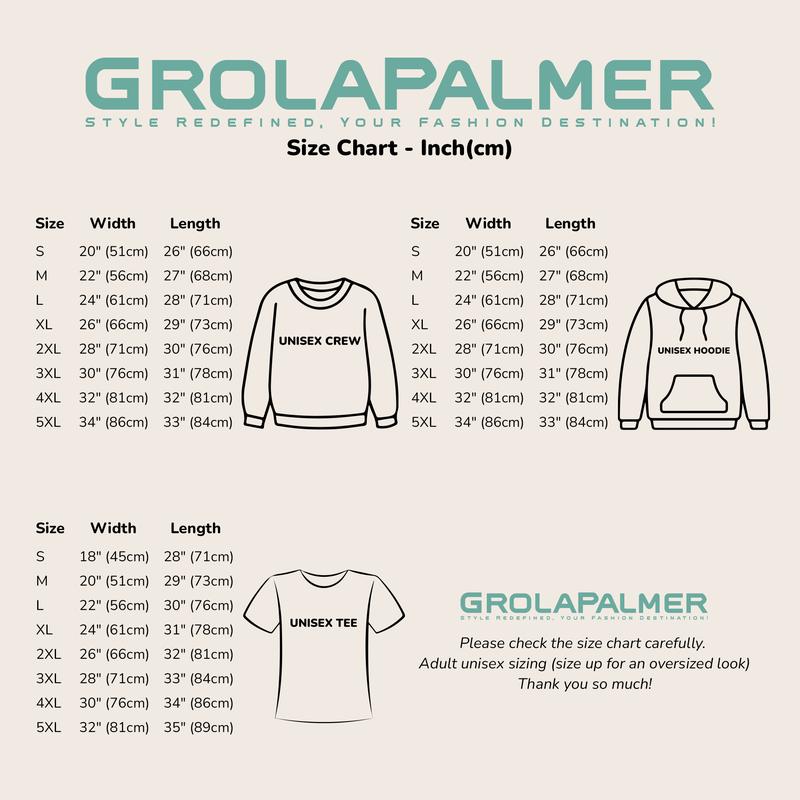 GROLAPALMER
STYLE REDEFINED, YOUR FASHION DESTINATION!
Size Chart - Inch(cm)
Size Width Length
S 20" (51cm) 26" (66cm)
M 22" (56cm) 27" (68cm)
L 24" (61cm) 28" (71cm)
XL 26" (66cm) 29" (73cm)
2XL 28" (71cm) 30" (76cm)
3XL 30" (76cm) 31" (78cm)
4XL 32" (81cm) 32" (81cm)
5XL 34" (86cm) 33" (84cm)
UNISEX CREW
Size Width Length
S 20" (51cm) 26" (66cm)
M 22" (56cm) 27" (68cm)
L 24" (61cm) 28" (71cm)
XL 26" (66cm) 29" (73cm)
2XL 28" (71cm) 30" (76cm)
3XL 30" (76cm) 31" (78cm)
4XL 32" (81cm) 32" (81cm)
5XL 34" (86cm) 33" (84cm)
UNISEX HOODIE
Size Width Length
S 18" (45cm) 28" (71cm)
M 20" (51cm) 29" (73cm)
L 22" (56cm) 30" (76cm)
XL 24" (61cm) 31" (78cm)
2XL 26" (66cm) 32" (81cm)
3XL 28" (71cm) 33" (84cm)
4XL 30" (76cm) 34" (86cm)
5XL 32" (81cm) 35" (89cm)
UNISEX TEE
GROLAPALMER
STYLE REDEFINED, YOUR FASHION DESTINATION!
Please check the size chart carefully.
Adult unisex sizing (size up for an oversized look)
Thank you so much!